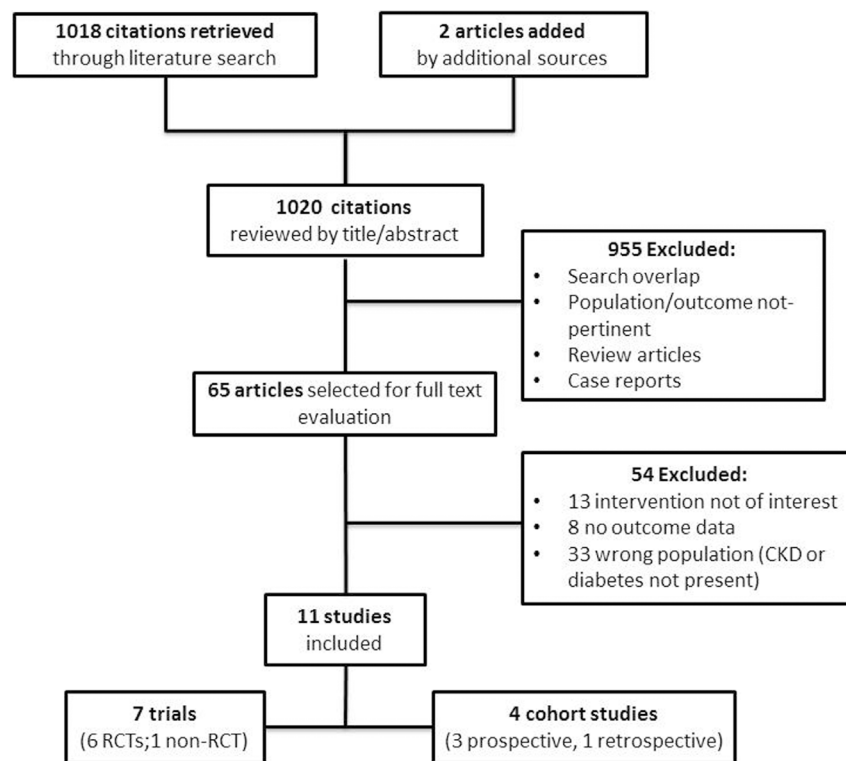 1018 citations retrieved
through literature search
2 articles added
by additional sources
1020 citations
reviewed by title/abstract
955 Excluded:
• Search overlap
• Population/outcome not-
pertinent
• Review articles
• Case reports
65 articles selected for full text
evaluation
54 Excluded:
• 13 intervention not of interest
• 8 no outcome data
• 33 wrong population (CKD or
diabetes not present)
11 studies
included
7 trials
(6 RCTs;1 non-RCT)
4 cohort studies
(3 prospective, 1 retrospective)